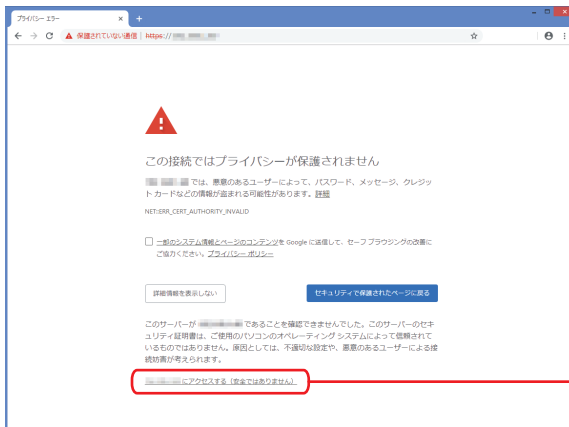 プライバシー エラー
保護されていない通信 | https://
この接続ではプライバシーが保護されません
では、悪意のあるユーザーによって、パスワード、メッセージ、クレジッ
ト カードなどの情報が盗まれる可能性があります。詳細
NET::ERR_CERT_AUTHORITY_INVALID
一部のシステム情報とページのコンテンツを Google に送信して、セーフ ブラウジングの改善に
ご協力ください。プライバシー ポリシー
詳細情報を表示しない
セキュリティで保護されたページに戻る
このサーバーが であることを確認できませんでした。このサーバーのセキ
ュリティ証明書は、ご使用のパソコンのオペレーティング システムによって信頼されて
いるものではありません。原因としては、不適切な設定や、悪意のあるユーザーによる接
続妨害が考えられます。
にアクセスする（安全ではありません）